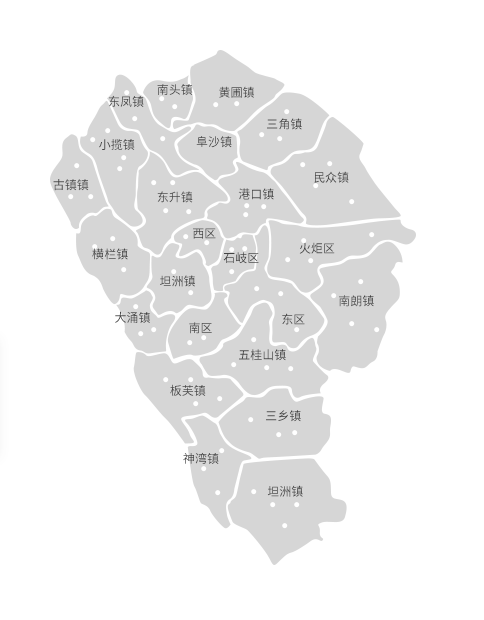 南头镇
黄圃镇
东凤镇
三角镇
小揽镇
阜沙镇
民众镇
古镇镇
东升镇
港口镇
西区
火炬区
横栏镇
石岐区
坦洲镇
南朗镇
大涌镇
东区
南区
五桂山镇
板芙镇
三乡镇
神湾镇
坦洲镇